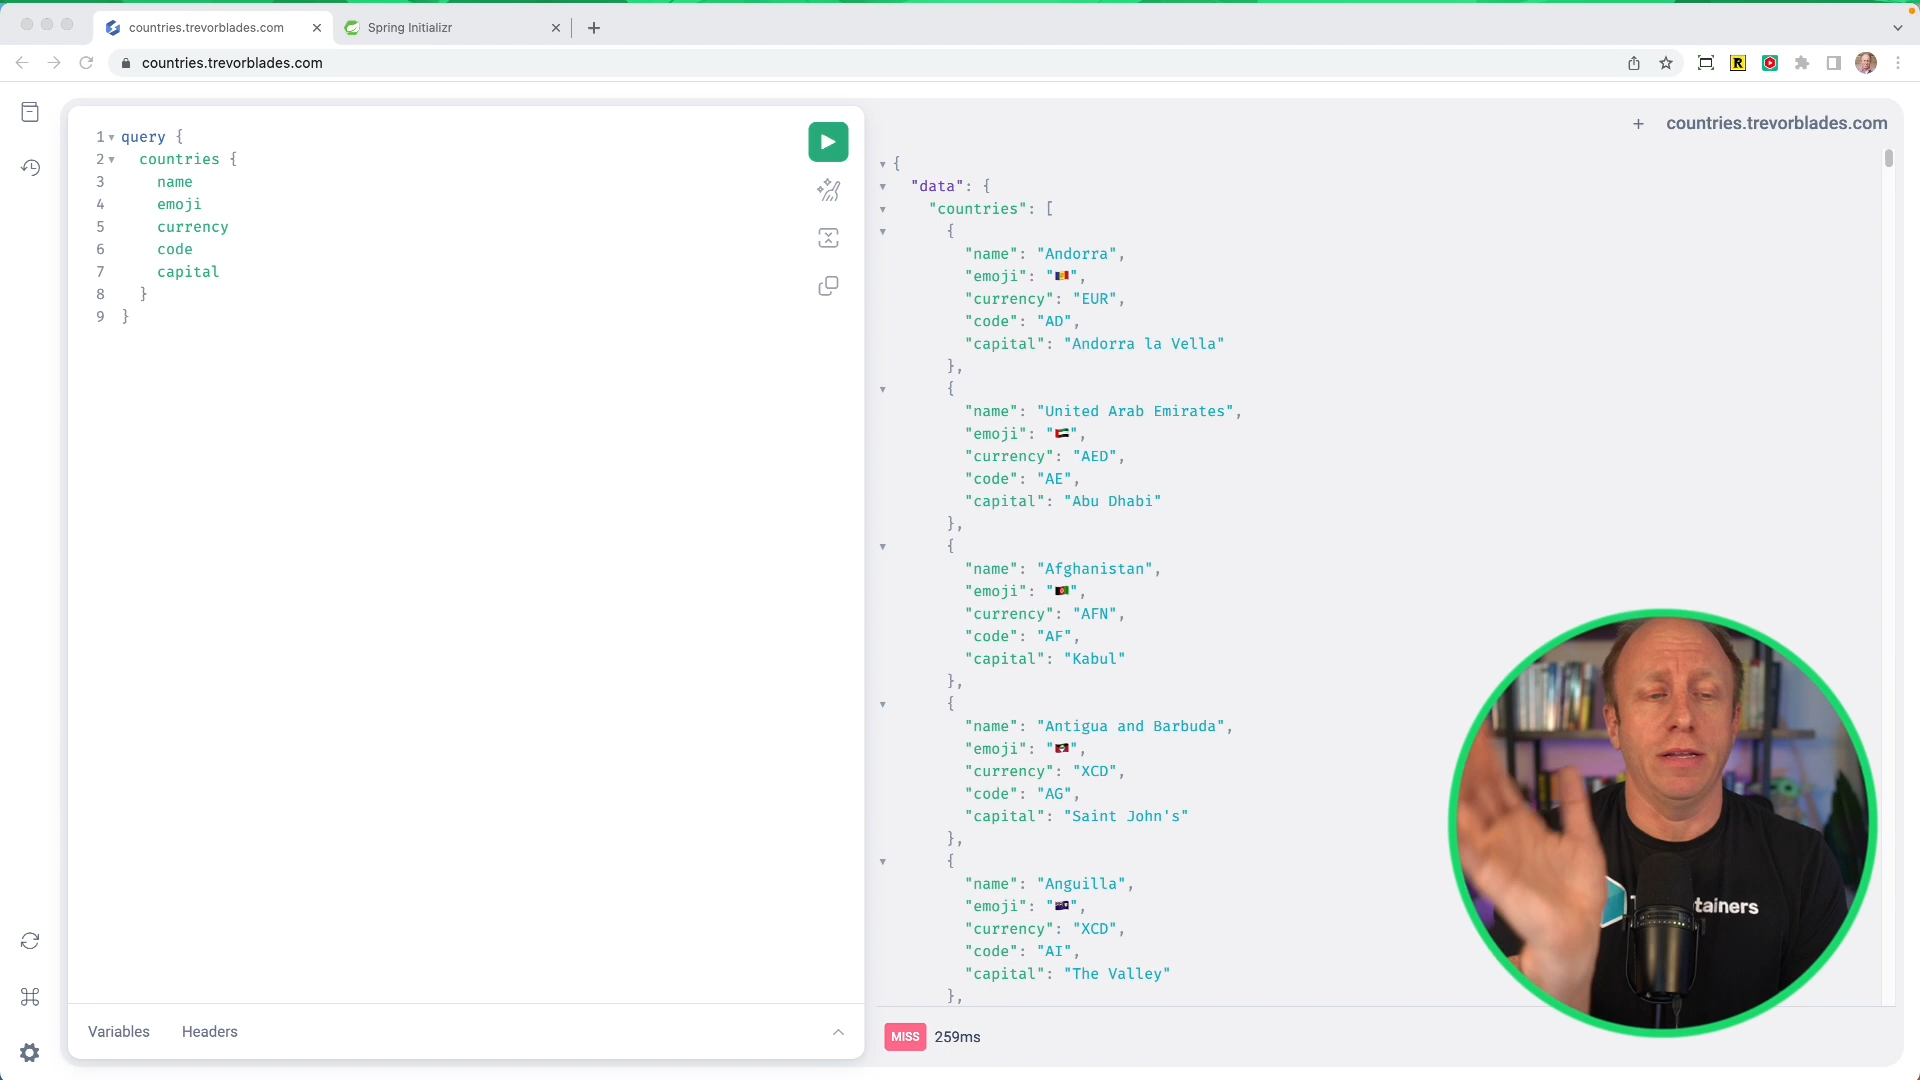 countries.trevorblades.com
Spring Initializr
countries.trevorblades.com
1 query {
2 countries {
3 name
4 emoji
5 currency
6 code
7 capital
8 }
9 }
+ countries.trevorblades.com
{
"data": {
"countries": [
{
"name": "Andorra",
"emoji": "🇦🇩",
"currency": "EUR",
"code": "AD",
"capital": "Andorra la Vella"
},
{
"name": "United Arab Emirates",
"emoji": "🇦🇪",
"currency": "AED",
"code": "AE",
"capital": "Abu Dhabi"
},
{
"name": "Afghanistan",
"emoji": "🇦🇫",
"currency": "AFN",
"code": "AF",
"capital": "Kabul"
},
{
"name": "Antigua and Barbuda",
"emoji": "🇦🇬",
"currency": "XCD",
"code": "AG",
"capital": "Saint John's"
},
{
"name": "Anguilla",
"emoji": "🇦🇮",
"currency": "XCD",
"code": "AI",
"capital": "The Valley"
},
tainers
Variables Headers
MISS 259ms
R